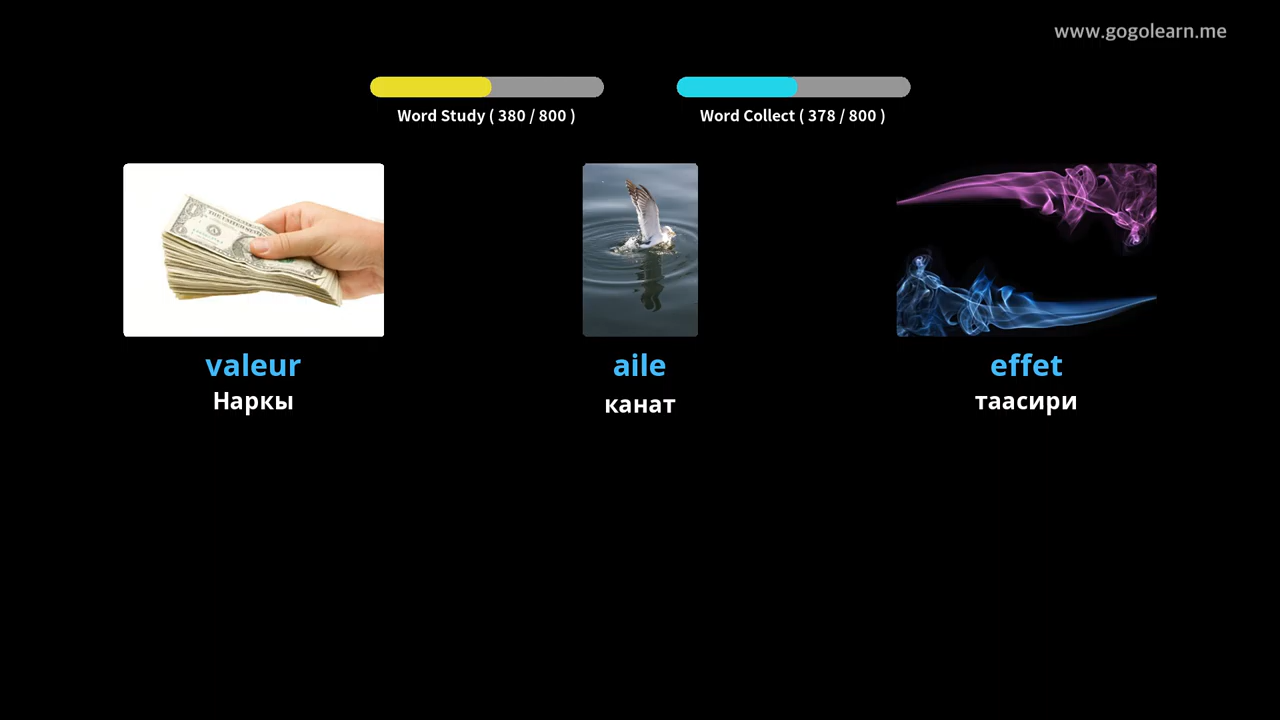 www.gogolearn.me
Word Study ( 380 / 800 )
Word Collect ( 378 / 800 )
valeur
Наркы
aile
канат
effet
таасири